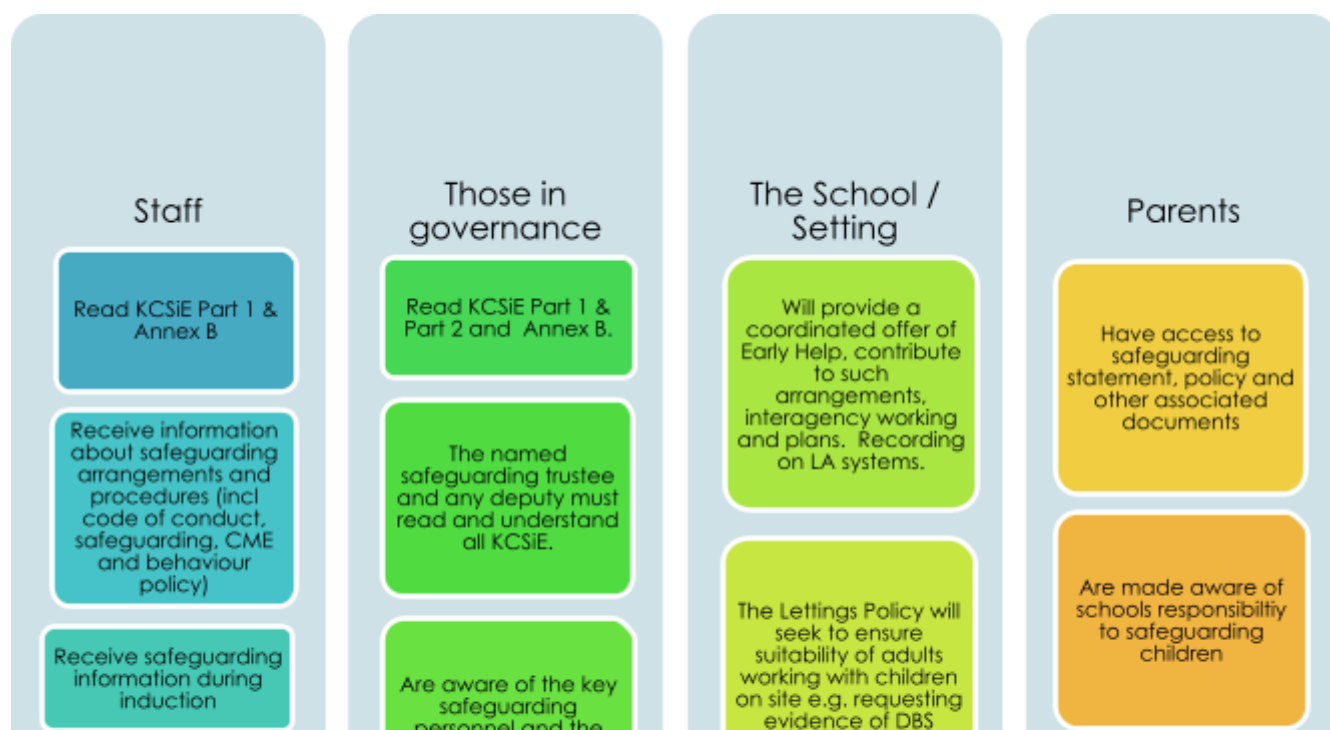 Staff
Read KCSiE Part 1 &
Annex B
Receive information
about safeguarding
arrangements and
procedures (incl
code of conduct,
safeguarding, CME
and behaviour
policy)
Receive safeguarding
information during
induction
Those in
governance
Read KCSiE Part 1 &
Part 2 and  Annex B.
The named
safeguarding trustee
and any deputy must
read and understand
all KCSiE.
Are aware of the key
safeguarding
personnel and the
The School /
Setting
Will provide a
coordinated offer of
Early Help, contribute
to such
arrangements,
interagency working
and plans.  Recording
on LA systems.
The Lettings Policy will
seek to ensure
suitability of adults
working with children
on site e.g. requesting
evidence of DBS
Parents
Have access to
safeguarding
statement, policy and
other associated
documents
Are made aware of
schools responsibiltiy
to safeguarding
children